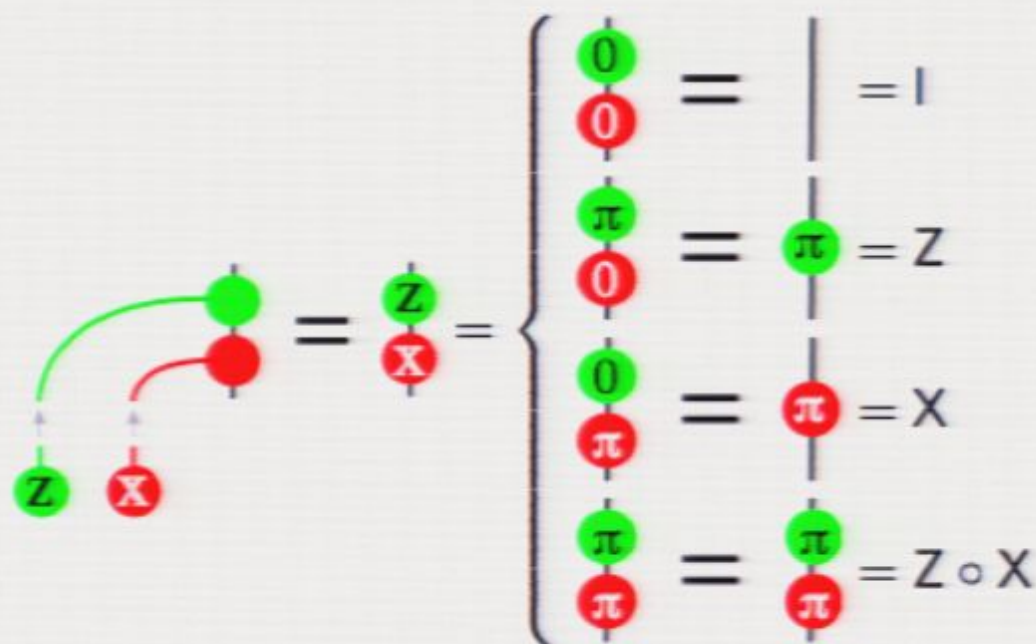 0
0 = = I
π
0 = π = Z
Z
X = = 0
π = π = X
Z X
π
π = π
π = Z ∘ X